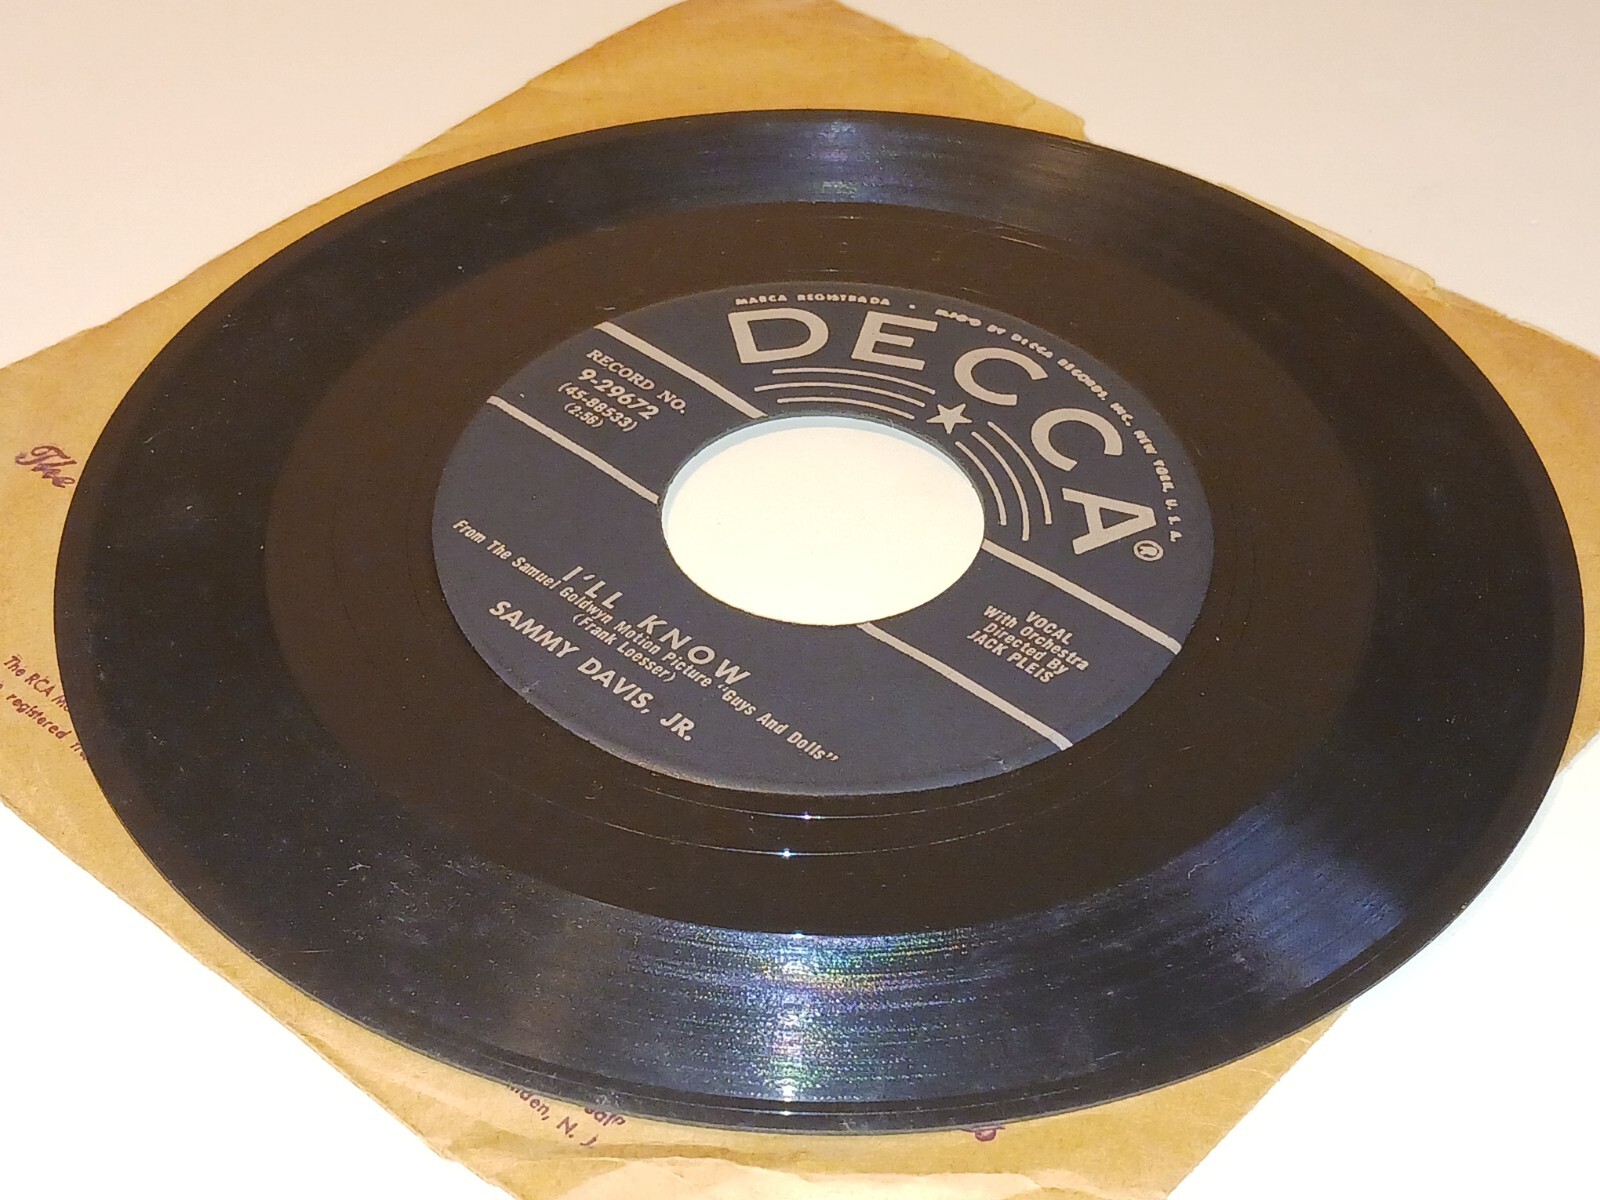 MARCA REGISTRADA • MADE BY DECCA RECORDS, INC. NEW YORK, U. S. A.
DECCA®
RECORD NO.
9-29672
(45-88533)
(2:56)
VOCAL
With Orchestra
Directed By
JACK PLEIS
I'LL KNOW
From The Samuel Goldwyn Motion Picture "Guys And Dolls"
(Frank Loesser)
SAMMY DAVIS, JR.
The
The RCA
registered
N. J.